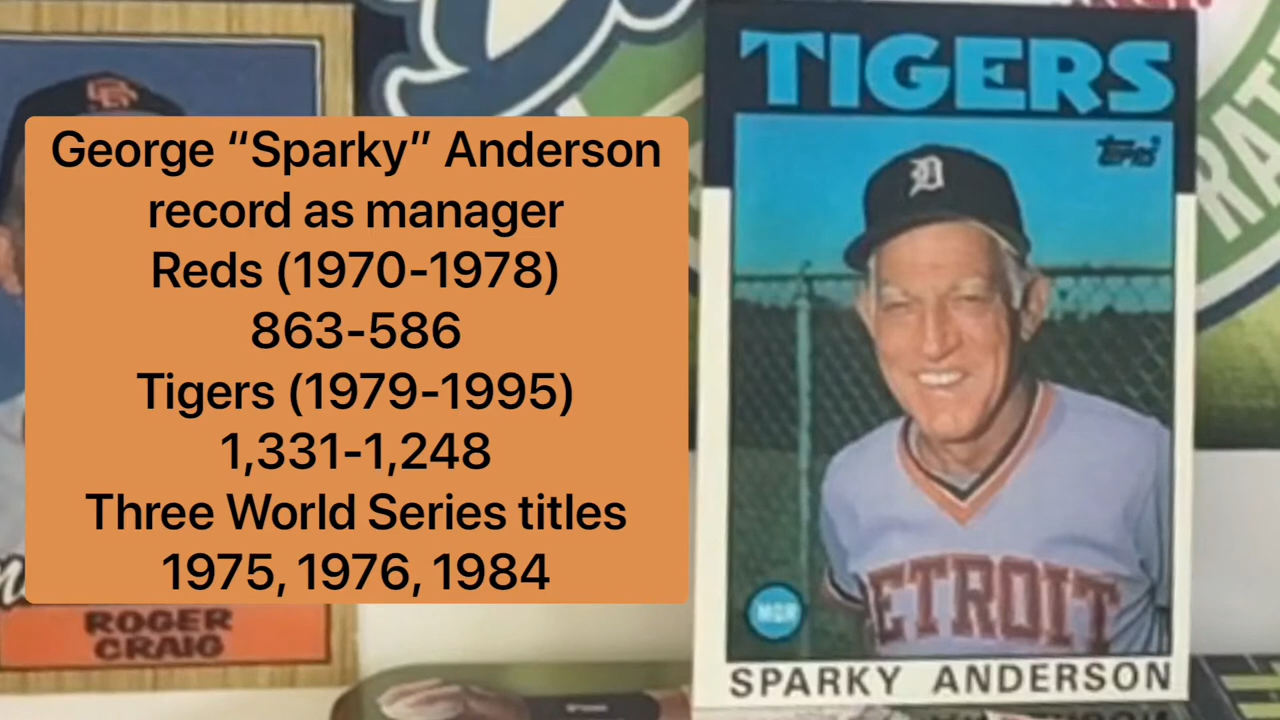 George “Sparky” Anderson
record as manager
Reds (1970-1978)
863-586
Tigers (1979-1995)
1,331-1,248
Three World Series titles
1975, 1976, 1984
ROGER
CRAIG
TIGERS
Topps
D
DETROIT
MGR
SPARKY ANDERSON